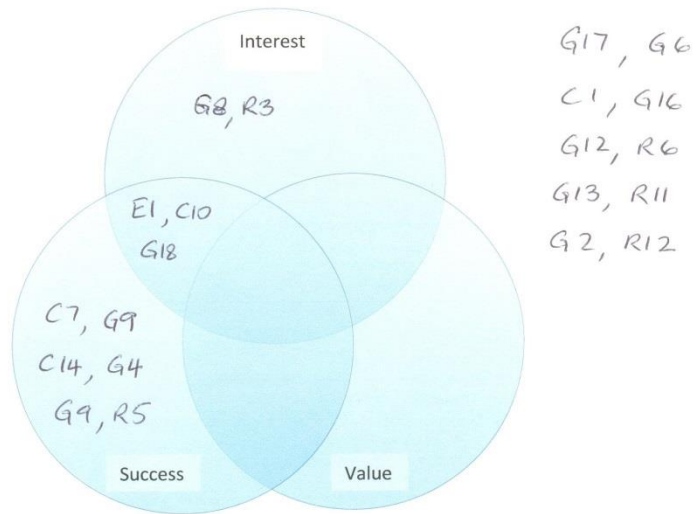 Interest
G8, R3
E1, C10
G18
C7, G9
C14, G4
G9, R5
Success
Value
G17, G6
C1, G16
G12, R6
G13, R11
G2, R12